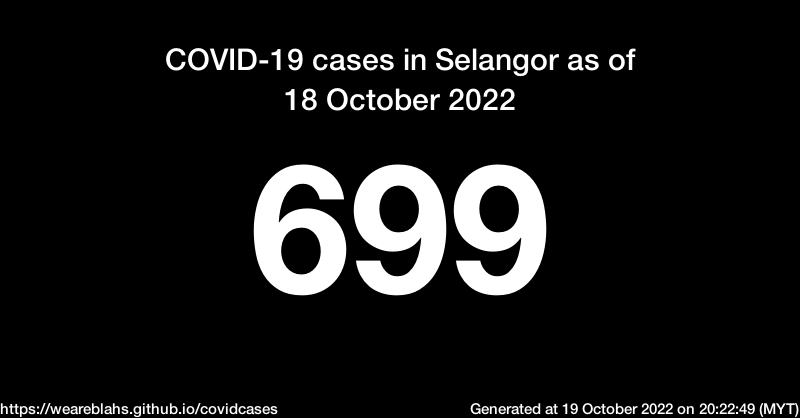 COVID-19 cases in Selangor as of
18 October 2022
699
https://weareblahs.github.io/covidcases
Generated at 19 October 2022 on 20:22:49 (MYT)